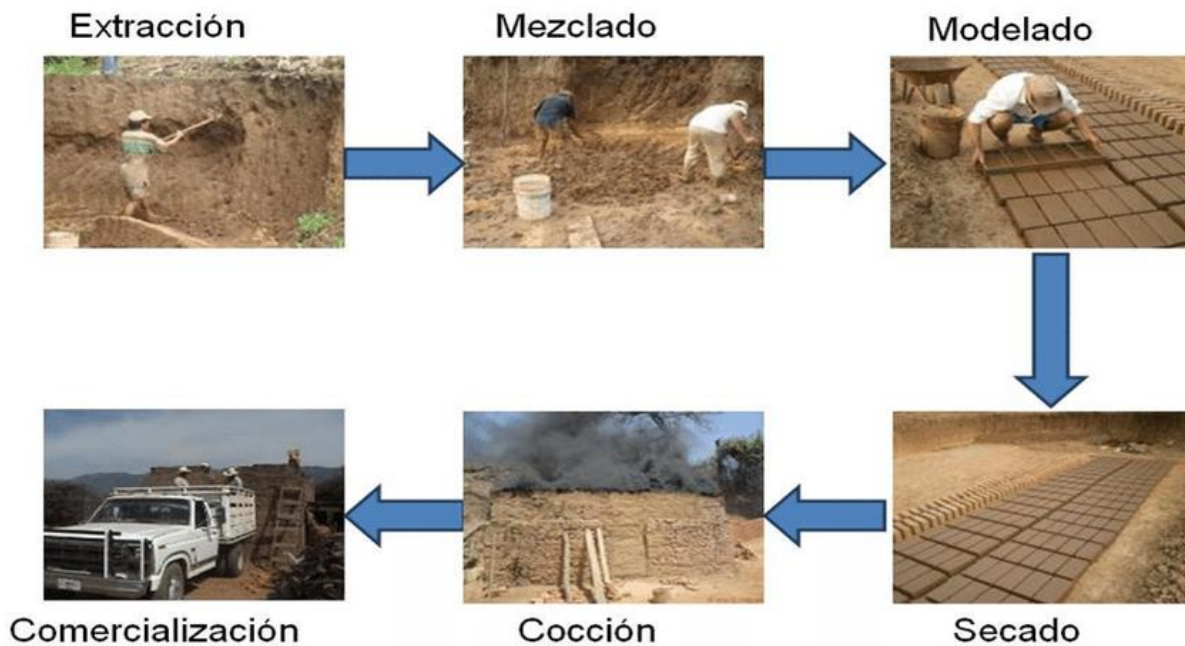 Extracción
Mezclado
Modelado
Secado
Cocción
Comercialización